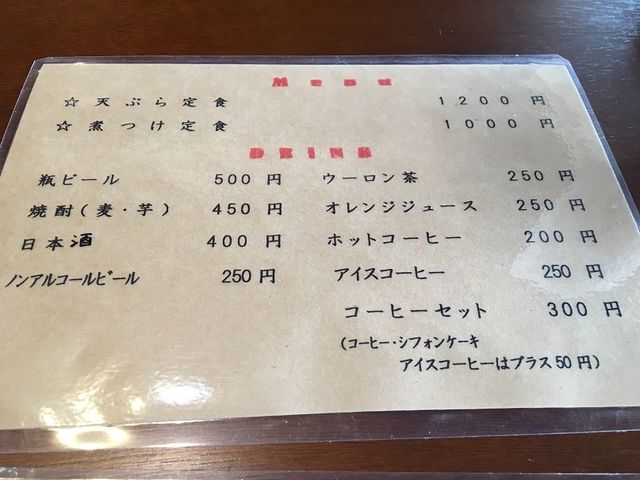 Menu
☆ 天ぷら定食 1200 円
☆ 煮つけ定食 1000 円
DRINK
瓶ビール 500 円
焼酎(麦・芋) 450 円
日本酒 400 円
ノンアルコールビール 250 円
ウーロン茶 250 円
オレンジジュース 250 円
ホットコーヒー 200 円
アイスコーヒー 250 円
コーヒーセット 300 円
(コーヒー・シフォンケーキ
アイスコーヒーはプラス50円)